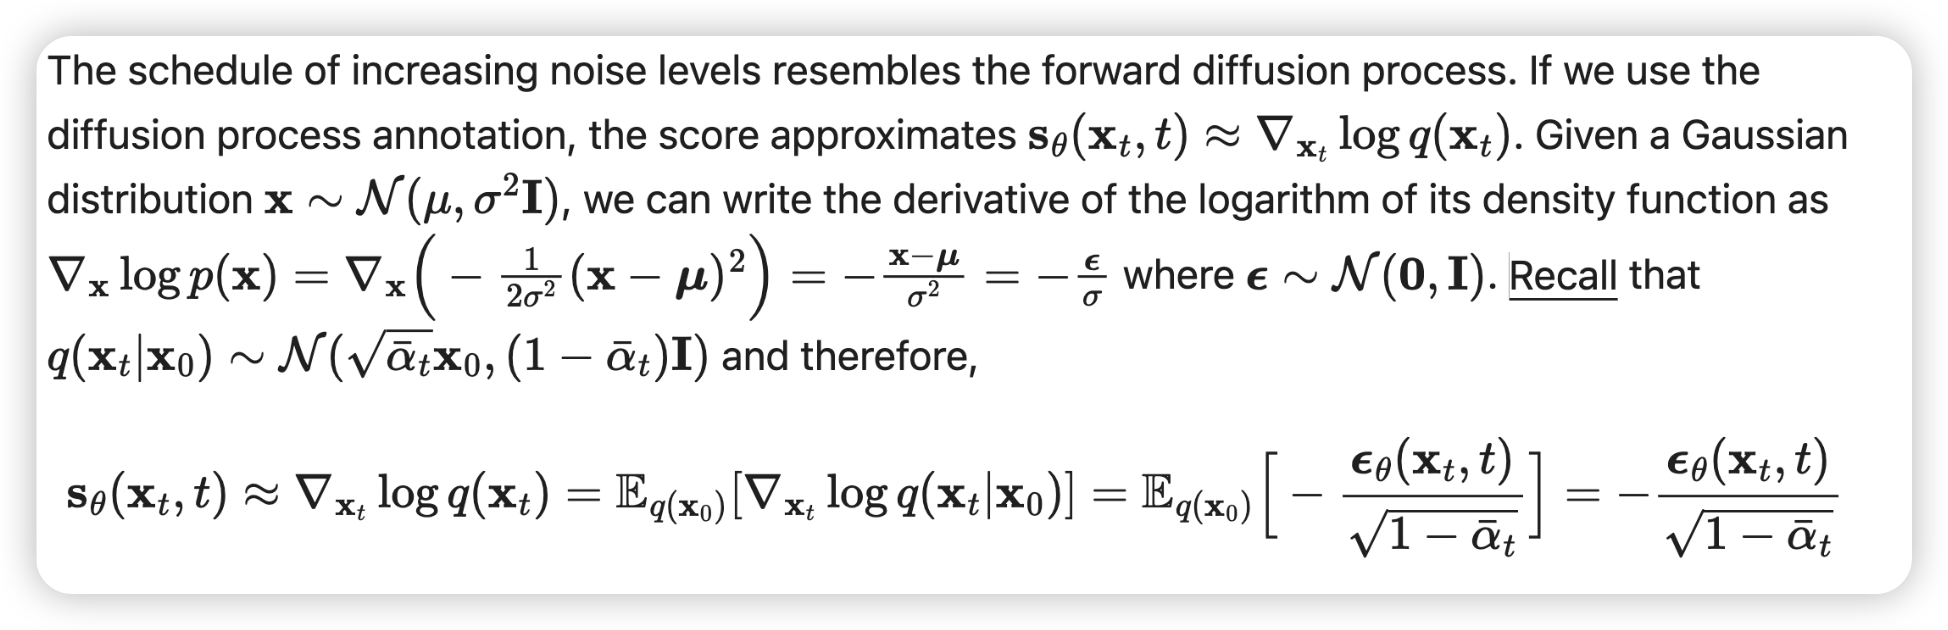 The schedule of increasing noise levels resembles the forward diffusion process. If we use the
diffusion process annotation, the score approximates $\mathbf{s}_\theta(\mathbf{x}_t, t) \approx \nabla_{\mathbf{x}_t} \log q(\mathbf{x}_t)$. Given a Gaussian
distribution $\mathbf{x} \sim \mathcal{N}(\mu, \sigma^2 \mathbf{I})$, we can write the derivative of the logarithm of its density function as
$\nabla_{\mathbf{x}} \log p(\mathbf{x}) = \nabla_{\mathbf{x}} \Big( -\frac{1}{2\sigma^2} (\mathbf{x} - \boldsymbol{\mu})^2 \Big) = -\frac{\mathbf{x} - \boldsymbol{\mu}}{\sigma^2} = -\frac{\boldsymbol{\epsilon}}{\sigma}$ where $\boldsymbol{\epsilon} \sim \mathcal{N}(\mathbf{0}, \mathbf{I})$. Recall that
$q(\mathbf{x}_t | \mathbf{x}_0) \sim \mathcal{N}(\sqrt{\bar{\alpha}_t} \mathbf{x}_0, (1 - \bar{\alpha}_t)\mathbf{I})$ and therefore,
$\mathbf{s}_\theta(\mathbf{x}_t, t) \approx \nabla_{\mathbf{x}_t} \log q(\mathbf{x}_t) = \mathbb{E}_{q(\mathbf{x}_0)} [\nabla_{\mathbf{x}_t} \log q(\mathbf{x}_t | \mathbf{x}_0)] = \mathbb{E}_{q(\mathbf{x}_0)} \Big[ -\frac{\boldsymbol{\epsilon}_\theta(\mathbf{x}_t, t)}{\sqrt{1 - \bar{\alpha}_t}} \Big] = -\frac{\boldsymbol{\epsilon}_\theta(\mathbf{x}_t, t)}{\sqrt{1 - \bar{\alpha}_t}}$